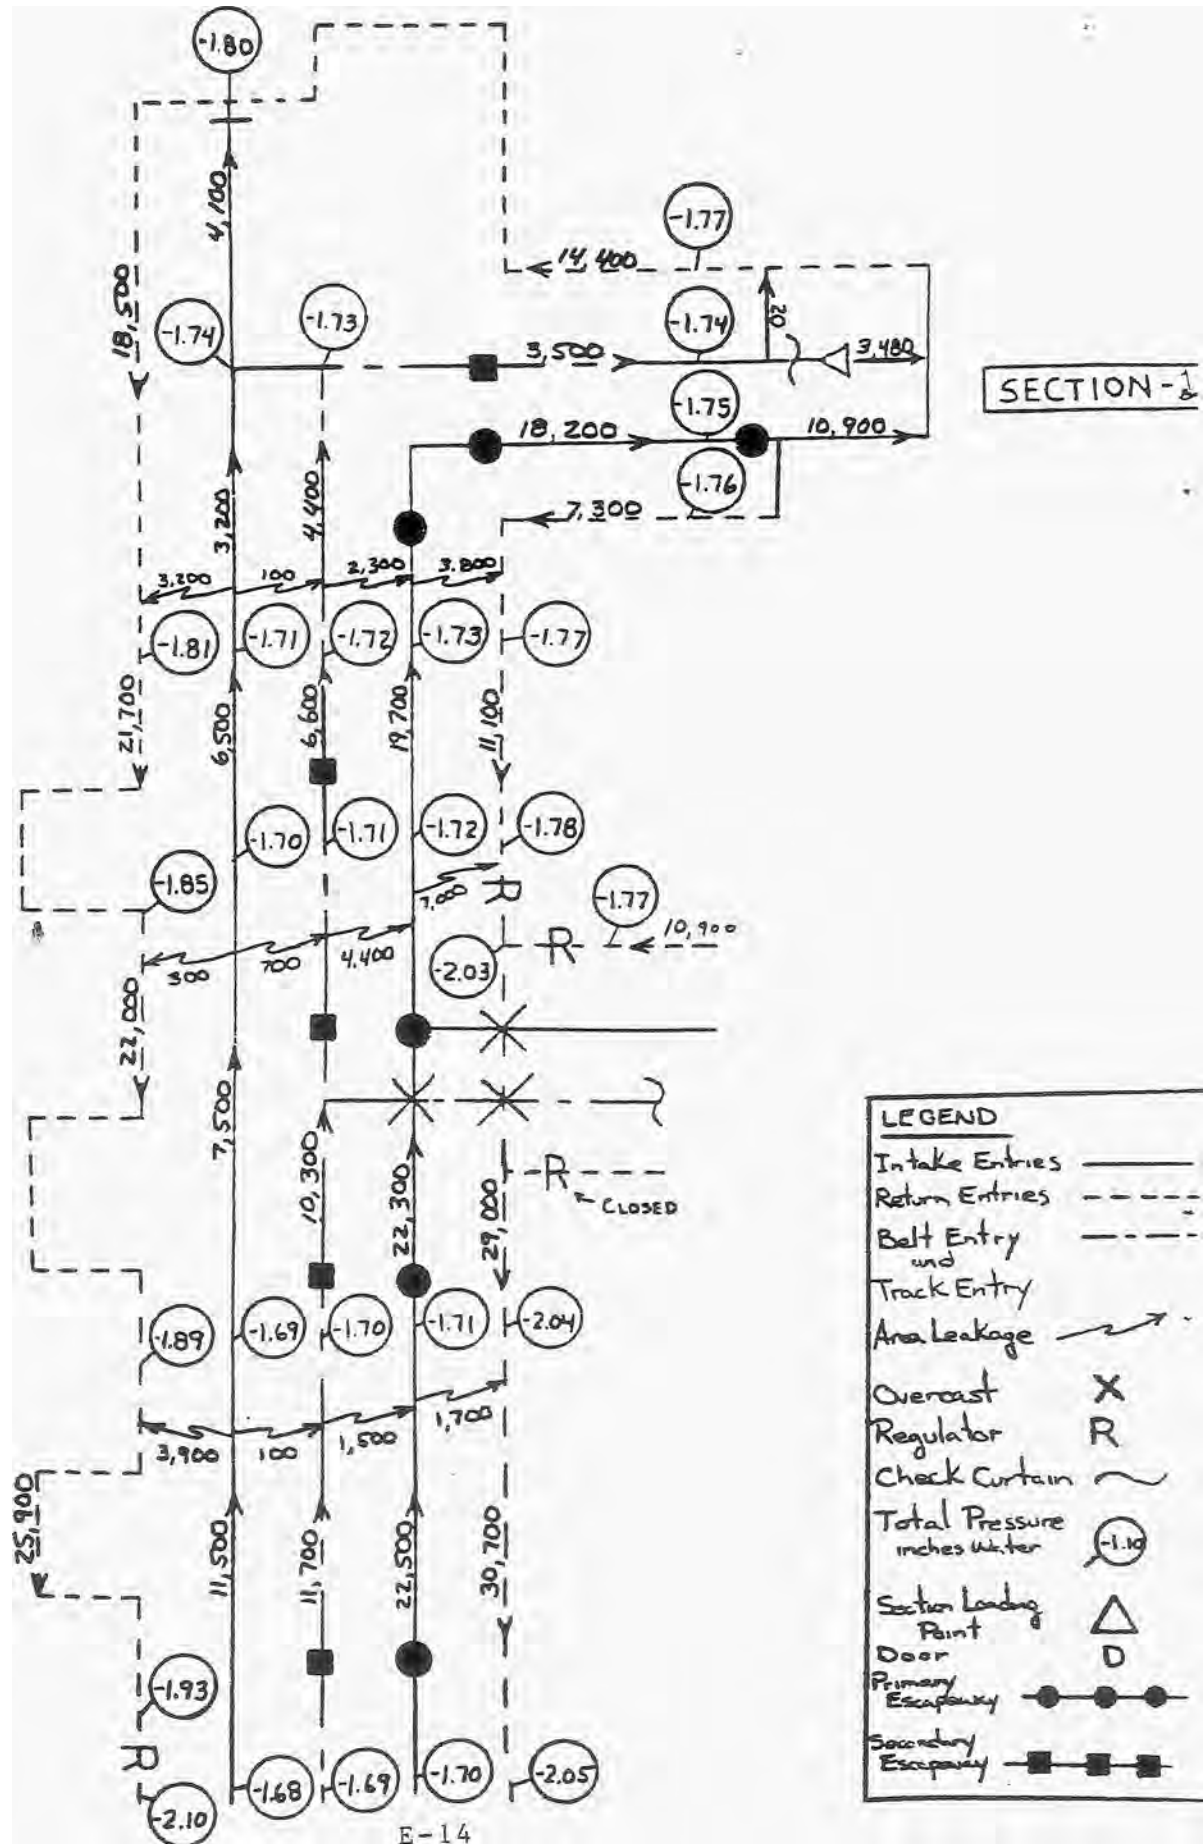 -1.80
4,100
-1.77
14,400
18,500
-1.74
-1.73
-1.74
20
3,500
3,480
SECTION-1
-1.75
18,200
10,900
-1.76
7,300
3,200
4,400
3,200
100
2,300
3.800
-1.81
-1.71
-1.72
-1.73
-1.77
21,700
6,500
6,600
19,700
11,100
-1.70
-1.71
-1.72
-1.78
-1.85
7,000
R
-1.77
10,900
R
300
700
4,400
-2.03
22,000
7,500
10,300
22,300
29,000
R
CLOSED
-1.89
-1.69
-1.70
-1.71
-2.04
3,900
100
1,500
1,700
25,900
11,500
11,700
22,500
30,700
-1.93
R
-2.10
-1.68
-1.69
-1.70
-2.05
LEGEND
Intake Entries
Return Entries
Belt Entry
and
Track Entry
Area Leakage
Overcast X
Regulator R
Check Curtain
Total Pressure
inches Water
-1.10
Section Loading
Point
Door D
Primary
Escapeway
Secondary
Escapeway
E-14